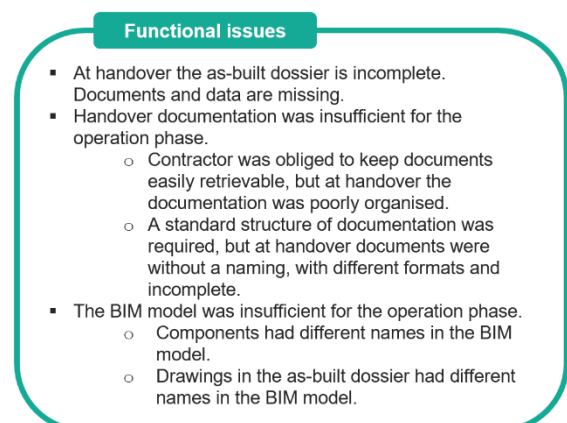 Functional issues
▪ At handover the as-built dossier is incomplete.
Documents and data are missing.
▪ Handover documentation was insufficient for the
operation phase.
o Contractor was obliged to keep documents
easily retrievable, but at handover the
documentation was poorly organised.
o A standard structure of documentation was
required, but at handover documents were
without a naming, with different formats and
incomplete.
▪ The BIM model was insufficient for the operation phase.
o Components had different names in the BIM
model.
o Drawings in the as-built dossier had different
names in the BIM model.